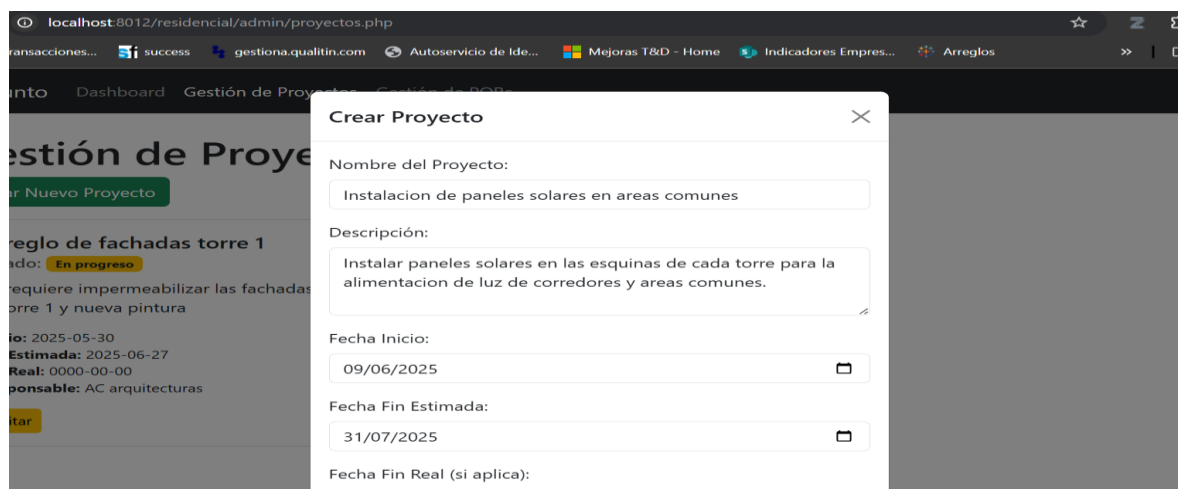 localhost:8012/residencial/admin/proyectos.php
ransacciones... success gestiona.qualitin.com Autoservicio de Ide... Mejoras T&D - Home Indicadores Empres... Arreglos »
unto Dashboard Gestión de Proyectos Gestión de PQRs
estión de Proye
ar Nuevo Proyecto
reglo de fachadas torre 1
ado: En progreso
requiere impermeabilizar las fachadas
orre 1 y nueva pintura
io: 2025-05-30
Estimada: 2025-06-27
Real: 0000-00-00
ponsable: AC arquitecturas
itar
Crear Proyecto
Nombre del Proyecto:
Instalacion de paneles solares en areas comunes
Descripción:
Instalar paneles solares en las esquinas de cada torre para la
alimentacion de luz de corredores y areas comunes.
Fecha Inicio:
09/06/2025
Fecha Fin Estimada:
31/07/2025
Fecha Fin Real (si aplica):